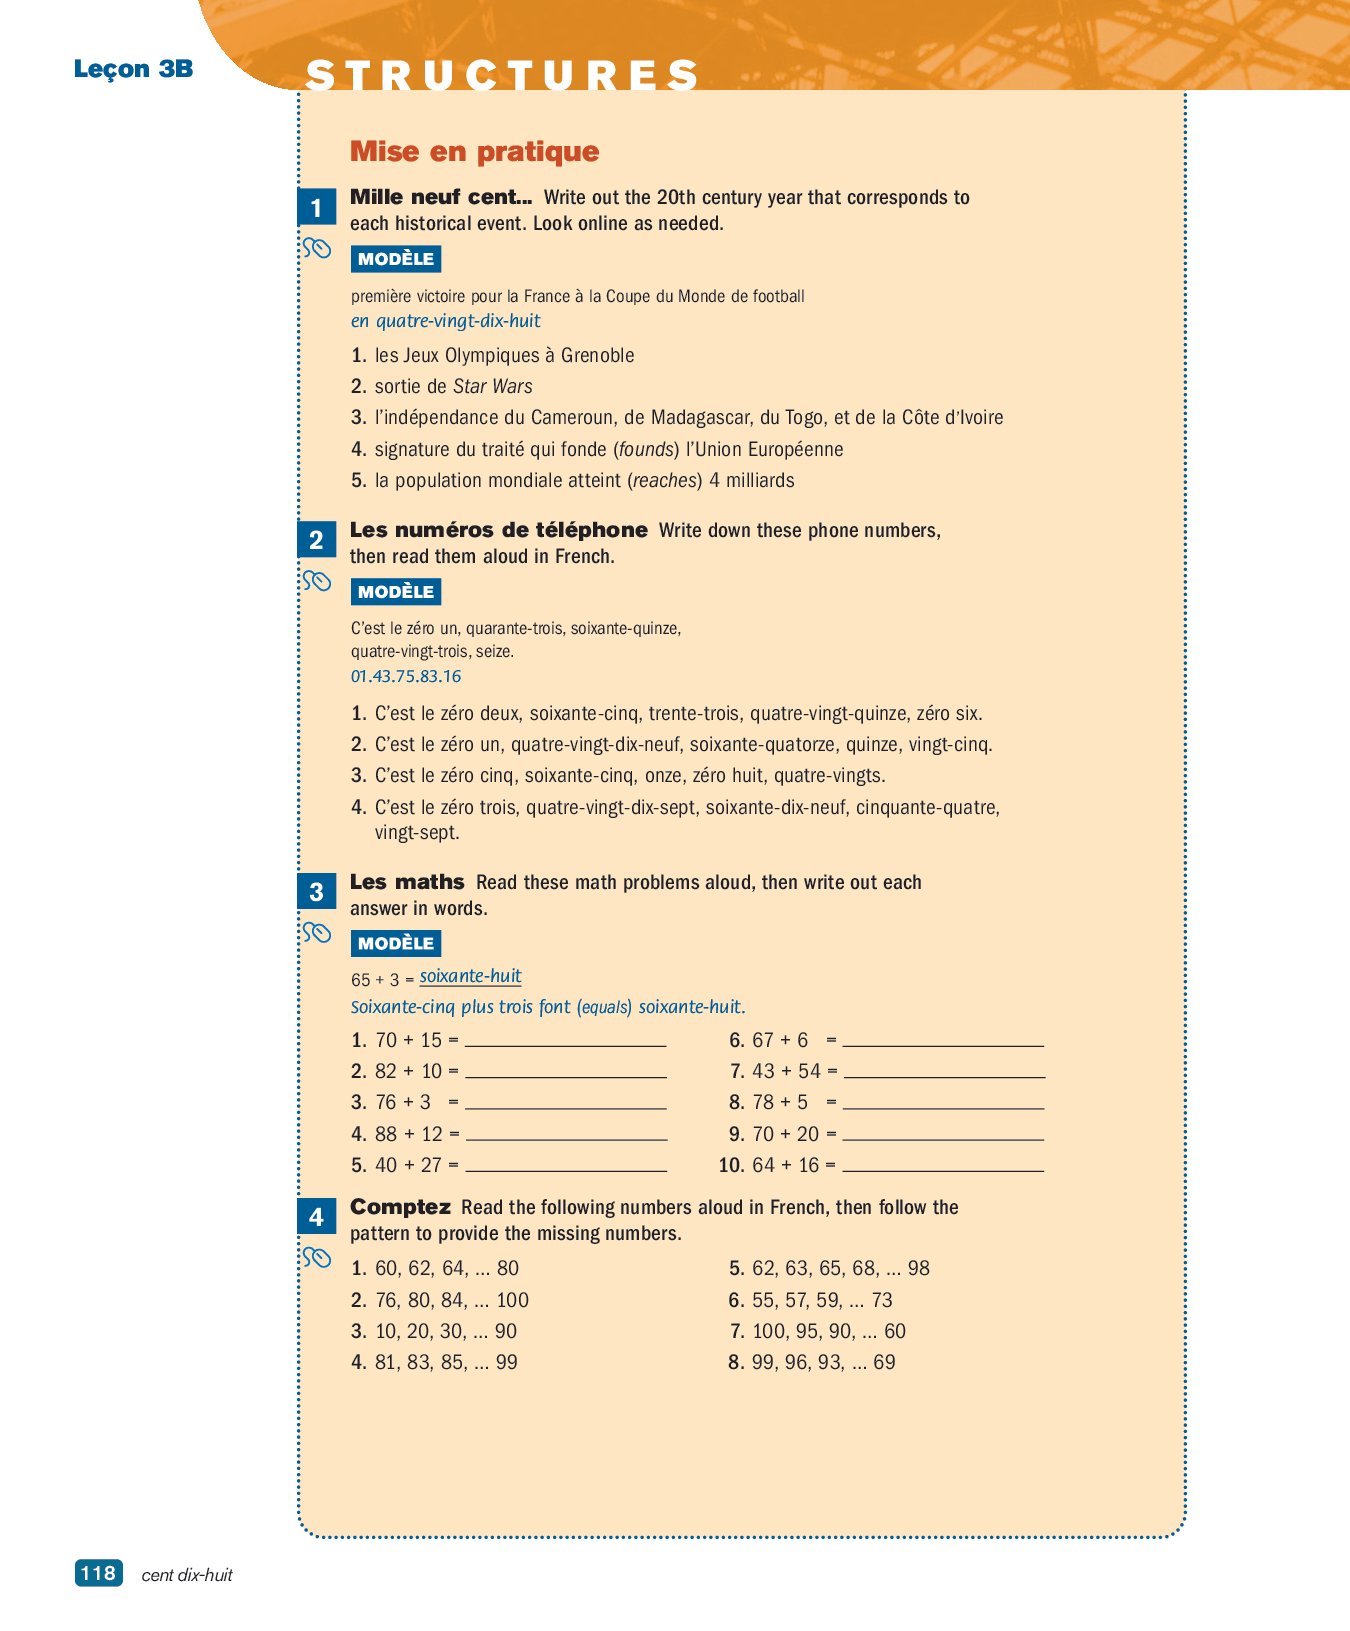 Leçon 3B
STRUCTURES
Mise en pratique
1
Mille neuf cent... Write out the 20th century year that corresponds to
each historical event. Look online as needed.
MODÈLE
première victoire pour la France à la Coupe du Monde de football
en quatre-vingt-dix-huit
1. les Jeux Olympiques à Grenoble
2. sortie de Star Wars
3. l'indépendance du Cameroun, de Madagascar, du Togo, et de la Côte d'Ivoire
4. signature du traité qui fonde (founds) l'Union Européenne
5. la population mondiale atteint (reaches) 4 milliards
2
Les numéros de téléphone Write down these phone numbers,
then read them aloud in French.
MODÈLE
C'est le zéro un, quarante-trois, soixante-quinze,
quatre-vingt-trois, seize.
01.43.75.83.16
1. C'est le zéro deux, soixante-cinq, trente-trois, quatre-vingt-quinze, zéro six.
2. C'est le zéro un, quatre-vingt-dix-neuf, soixante-quatorze, quinze, vingt-cinq.
3. C'est le zéro cinq, soixante-cinq, onze, zéro huit, quatre-vingts.
4. C'est le zéro trois, quatre-vingt-dix-sept, soixante-dix-neuf, cinquante-quatre,
vingt-sept.
3
Les maths Read these math problems aloud, then write out each
answer in words.
MODÈLE
65 + 3 = soixante-huit
Soixante-cinq plus trois font (equals) soixante-huit.
1. 70 + 15 =
2. 82 + 10 =
3. 76 + 3 =
4. 88 + 12 =
5. 40 + 27 =
6. 67 + 6 =
7. 43 + 54 =
8. 78 + 5 =
9. 70 + 20 =
10. 64 + 16 =
4
Comptez Read the following numbers aloud in French, then follow the
pattern to provide the missing numbers.
1. 60, 62, 64, ... 80
2. 76, 80, 84, ... 100
3. 10, 20, 30, ... 90
4. 81, 83, 85, ... 99
5. 62, 63, 65, 68, ... 98
6. 55, 57, 59, ... 73
7. 100, 95, 90, ... 60
8. 99, 96, 93, ... 69
118 cent dix-huit